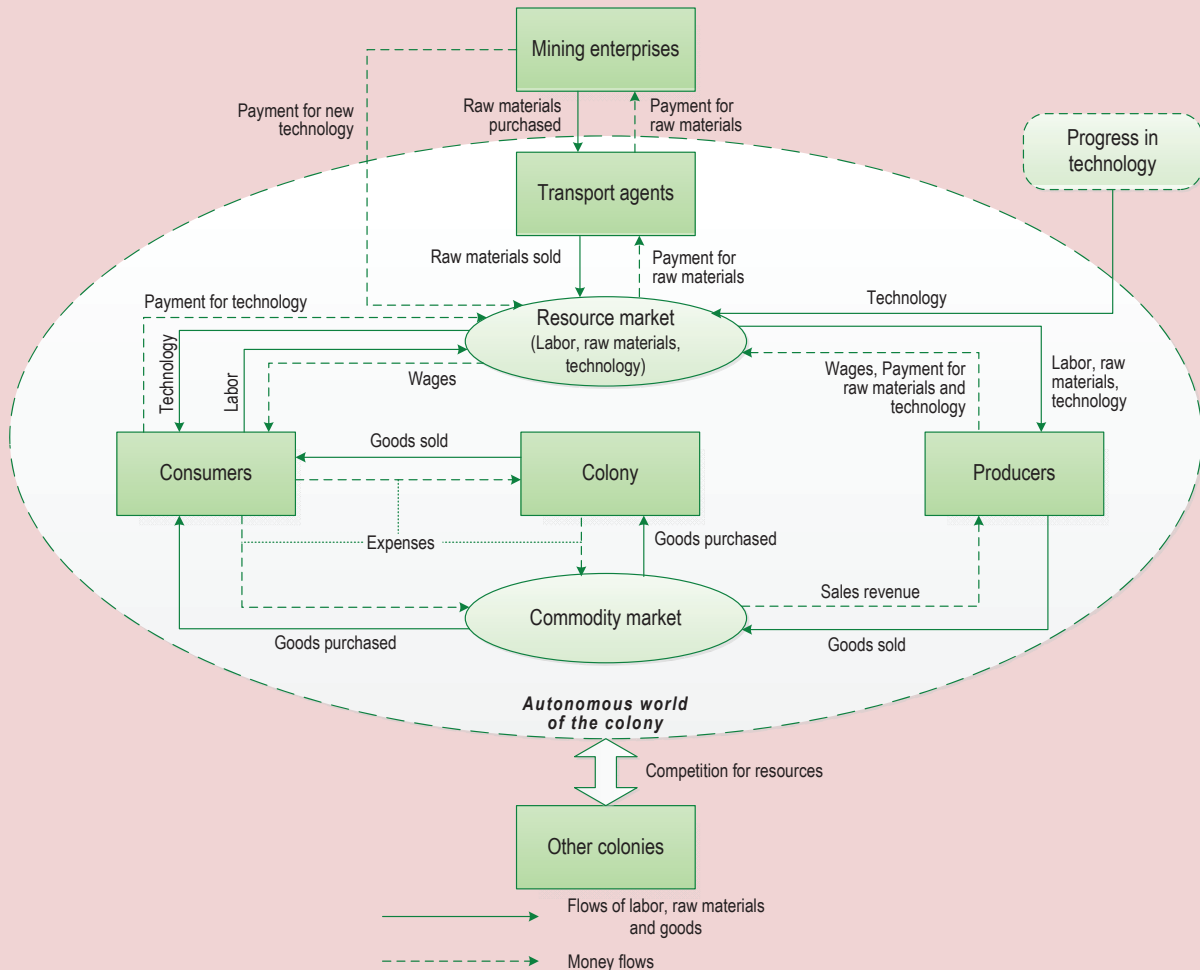 Mining enterprises
Payment for new
technology
Raw materials
purchased
Payment for
raw materials
Progress in
technology
Transport agents
Raw materials sold
Payment for
raw materials
Payment for technology
Technology
Resource market
(Labor, raw materials,
technology)
Technology
Labor
Wages
Wages, Payment for
raw materials and
technology
Labor, raw
materials,
technology
Goods sold
Consumers
Colony
Producers
Expenses
Goods purchased
Sales revenue
Commodity market
Goods purchased
Goods sold
Autonomous world
of the colony
Competition for resources
Other colonies
Flows of labor, raw materials
and goods
Money flows